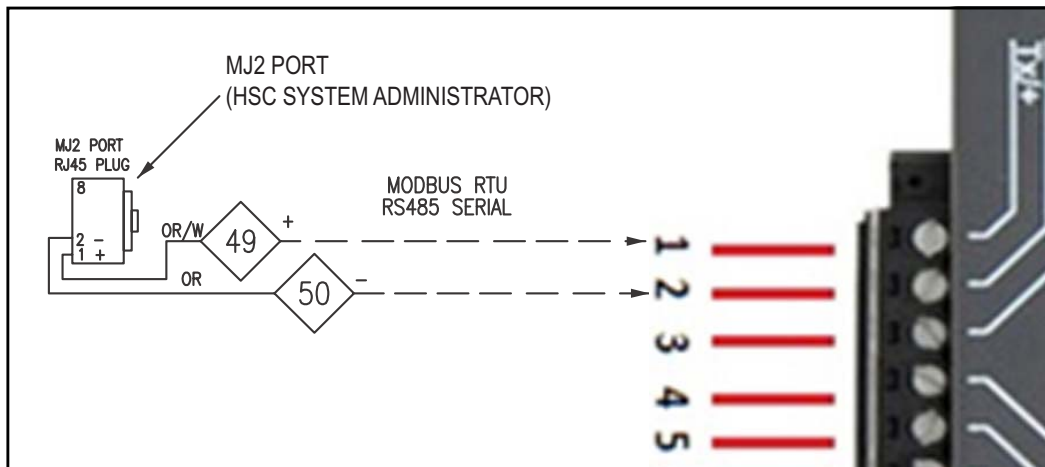 MJ2 PORT
(HSC SYSTEM ADMINISTRATOR)
MJ2 PORT
RJ45 PLUG
8
2 -
1 +
OR/W
49
+
OR
50
-
MODBUS RTU
RS485 SERIAL
1
2
3
4
5
Tx/+